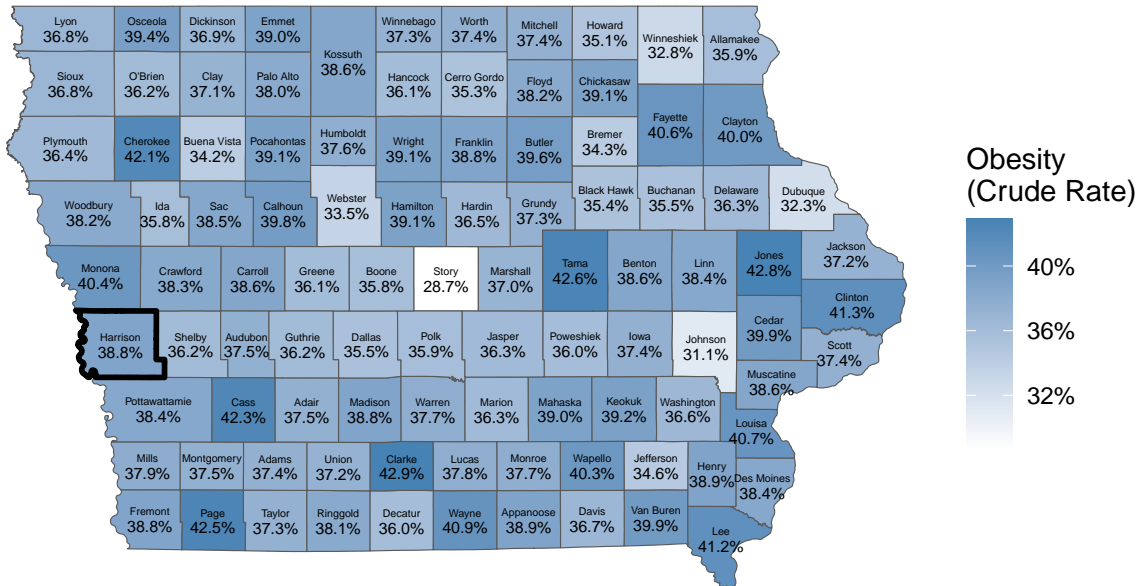 Lyon
36.8%
Osceola
39.4%
Dickinson
36.9%
Emmet
39.0%
Kossuth
38.6%
Winnebago
37.3%
Worth
37.4%
Mitchell
37.4%
Howard
35.1%
Winneshiek
32.8%
Allamakee
35.9%
Sioux
36.8%
O'Brien
36.2%
Clay
37.1%
Palo Alto
38.0%
Hancock
36.1%
Cerro Gordo
35.3%
Floyd
38.2%
Chickasaw
39.1%
Fayette
40.6%
Clayton
40.0%
Plymouth
36.4%
Cherokee
42.1%
Buena Vista
34.2%
Pocahontas
39.1%
Humboldt
37.6%
Wright
39.1%
Franklin
38.8%
Butler
39.6%
Bremer
34.3%
Woodbury
38.2%
Ida
35.8%
Sac
38.5%
Calhoun
39.8%
Webster
33.5%
Hamilton
39.1%
Hardin
36.5%
Grundy
37.3%
Black Hawk
35.4%
Buchanan
35.5%
Delaware
36.3%
Dubuque
32.3%
Monona
40.4%
Crawford
38.3%
Carroll
38.6%
Greene
36.1%
Boone
35.8%
Story
28.7%
Marshall
37.0%
Tama
42.6%
Benton
38.6%
Linn
38.4%
Jones
42.8%
Jackson
37.2%
Clinton
41.3%
Harrison
38.8%
Shelby
36.2%
Audubon
37.5%
Guthrie
36.2%
Dallas
35.5%
Polk
35.9%
Jasper
36.3%
Poweshiek
36.0%
Iowa
37.4%
Johnson
31.1%
Cedar
39.9%
Scott
37.4%
Muscatine
38.6%
Pottawattamie
38.4%
Cass
42.3%
Adair
37.5%
Madison
38.8%
Warren
37.7%
Marion
36.3%
Mahaska
39.0%
Keokuk
39.2%
Washington
36.6%
Louisa
40.7%
Mills
37.9%
Montgomery
37.5%
Adams
37.4%
Union
37.2%
Clarke
42.9%
Lucas
37.8%
Monroe
37.7%
Wapello
40.3%
Jefferson
34.6%
Henry
38.9%
Des Moines
38.4%
Fremont
38.8%
Page
42.5%
Taylor
37.3%
Ringgold
38.1%
Decatur
36.0%
Wayne
40.9%
Appanoose
38.9%
Davis
36.7%
Van Buren
39.9%
Lee
41.2%
Obesity
(Crude Rate)
40%
36%
32%